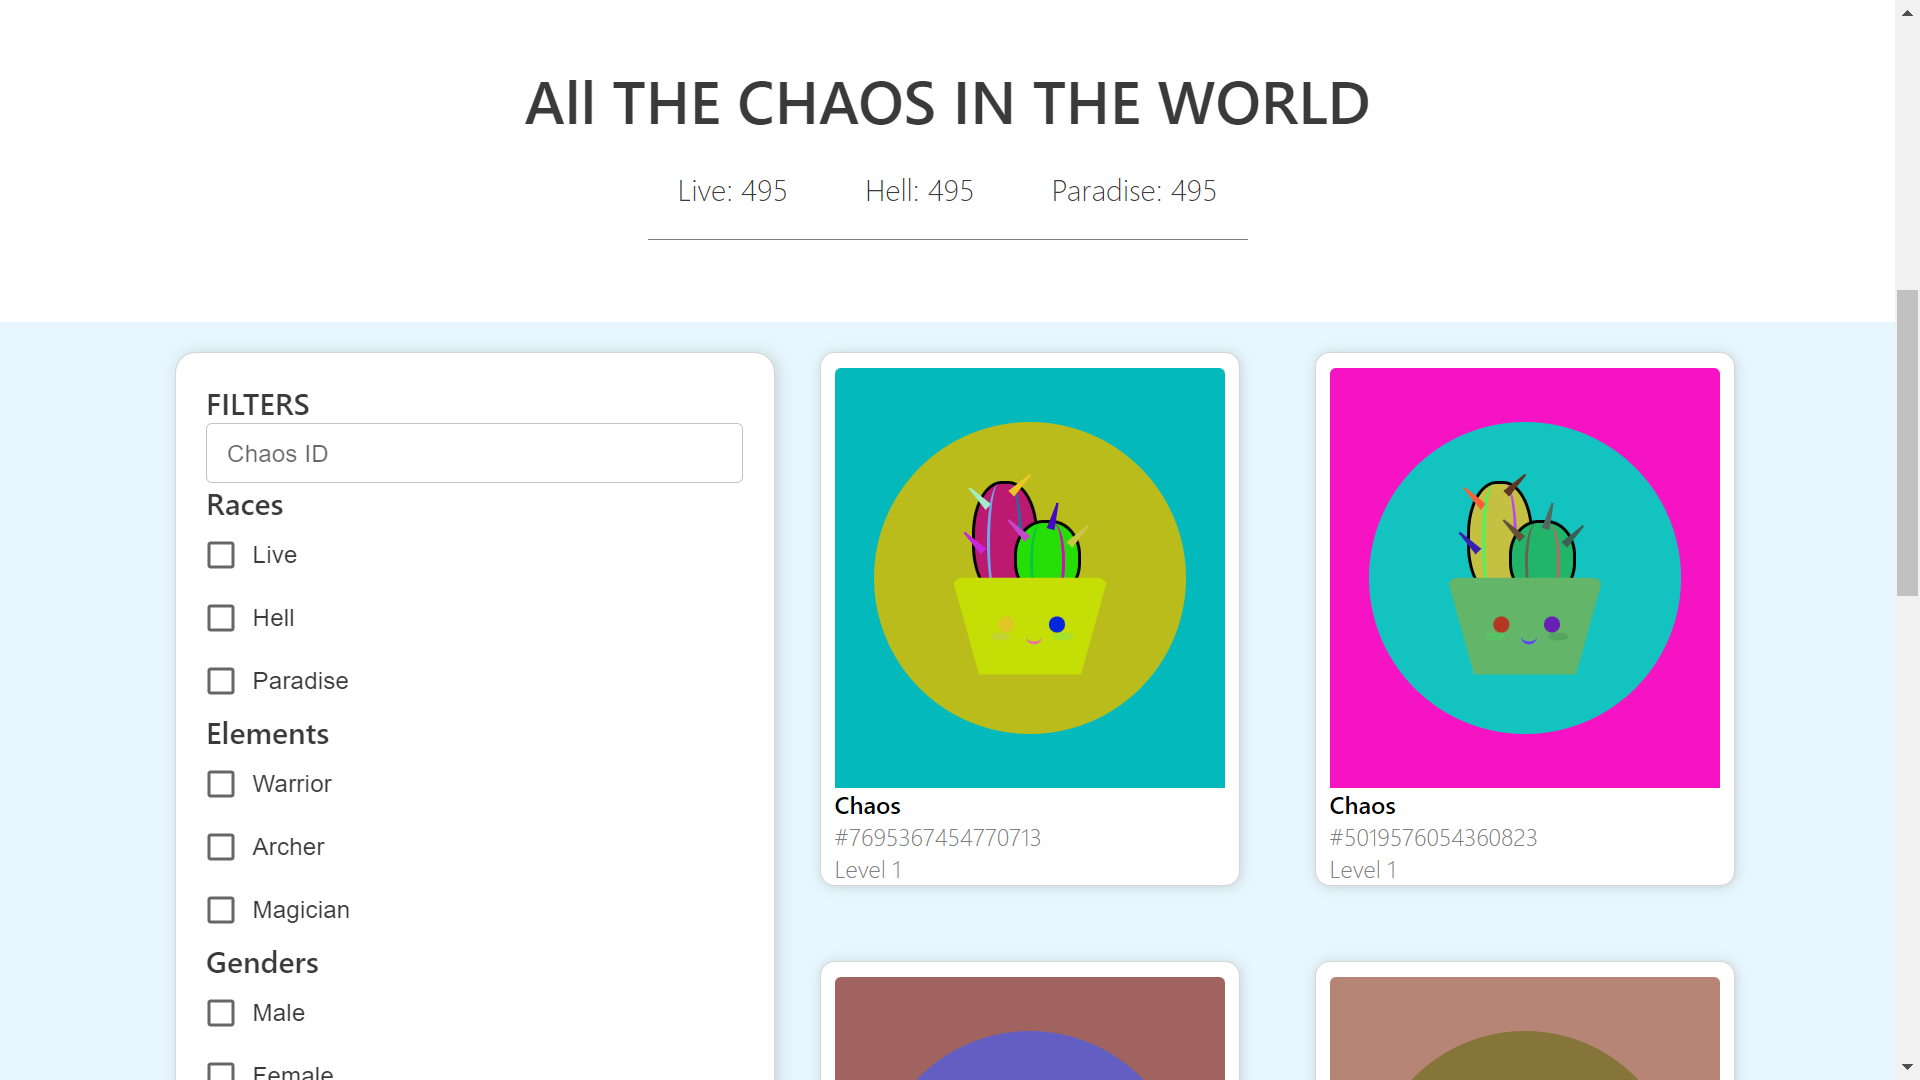 All THE CHAOS IN THE WORLD
Live: 495 Hell: 495 Paradise: 495
FILTERS
Chaos ID
Races
Live
Hell
Paradise
Elements
Warrior
Archer
Magician
Genders
Male
Female
Chaos
#7695367454770713
Level 1
Chaos
#5019576054360823
Level 1